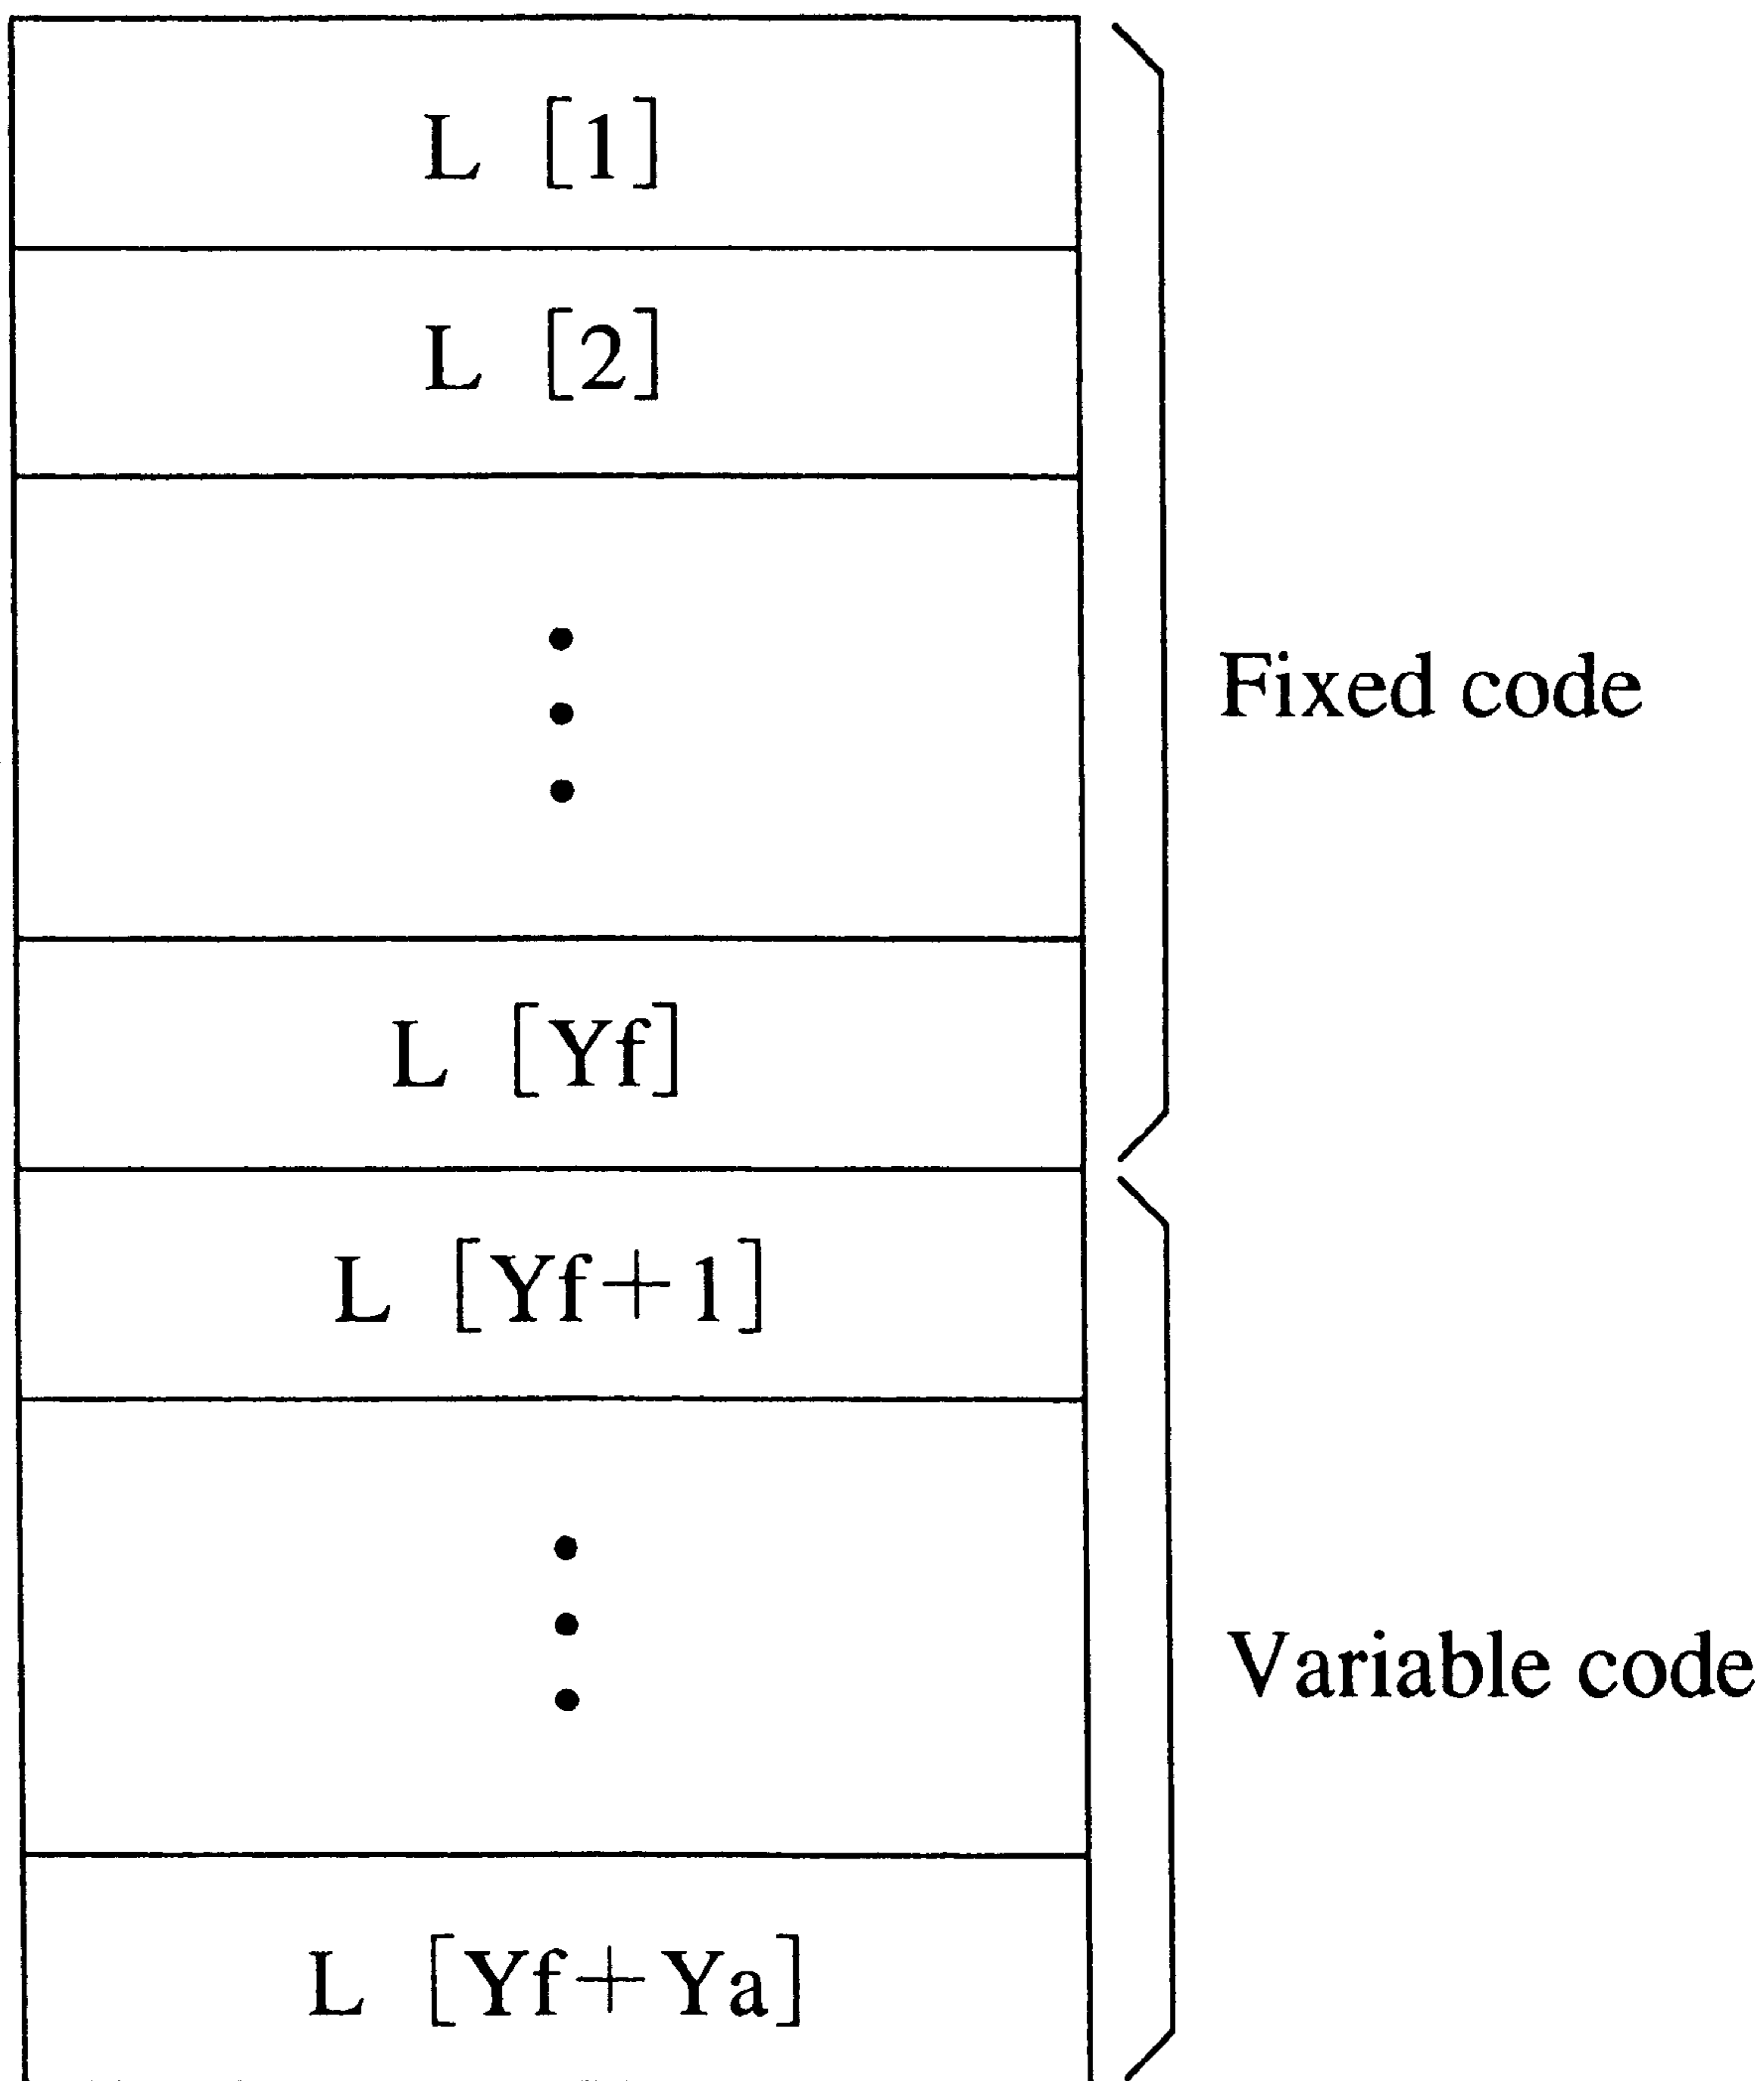 L [1]
L [2]
Fixed code
L [Yf]
L [Yf+1]
Variable code
L [Yf+Ya]